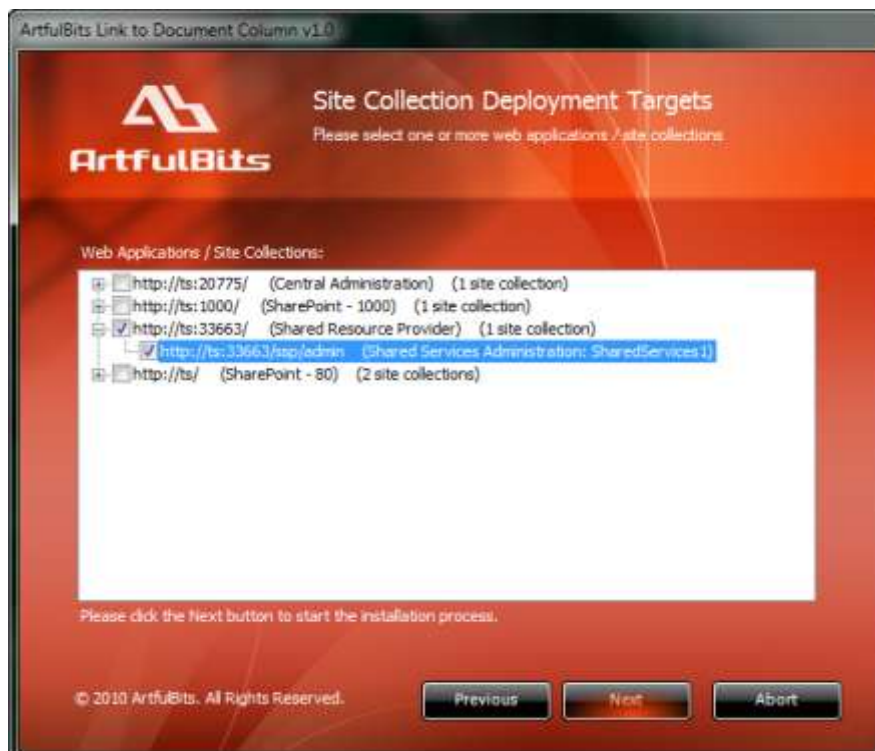 ArtfulBits Link to Document Column v1.0
ArtfulBits
Site Collection Deployment Targets
Please select one or more web applications / site collections
Web Applications / Site Collections:
http://ts:20775/ (Central Administration) (1 site collection)
http://ts:1000/ (SharePoint - 1000) (1 site collection)
http://ts:33663/ (Shared Resource Provider) (1 site collection)
http://ts:33663/ssp/admin (Shared Services Administration: SharedServices1)
http://ts/ (SharePoint - 80) (2 site collections)
Please click the Next button to start the installation process.
© 2010 ArtfulBits. All Rights Reserved.
Previous
Next
Abort